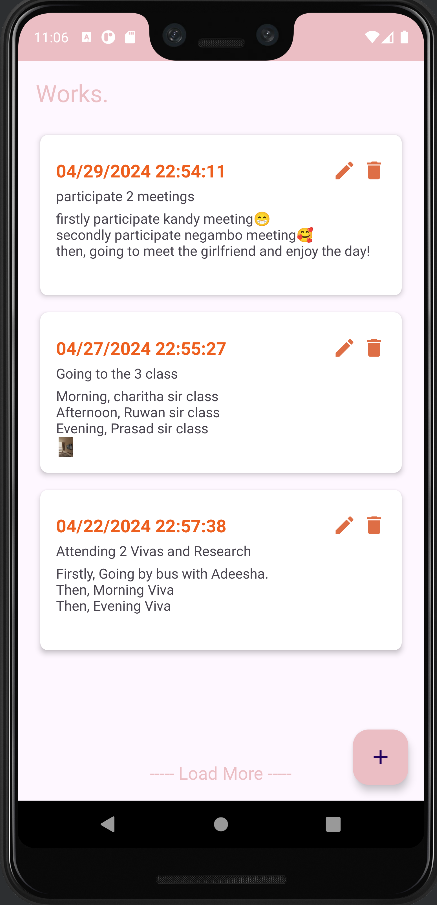 11:06
Works.
04/29/2024 22:54:11
participate 2 meetings
firstly participate kandy meeting😁
secondly participate negambo meeting🥰
then, going to meet the girlfriend and enjoy the day!
04/27/2024 22:55:27
Going to the 3 class
Morning, charitha sir class
Afternoon, Ruwan sir class
Evening, Prasad sir class
04/22/2024 22:57:38
Attending 2 Vivas and Research
Firstly, Going by bus with Adeesha.
Then, Morning Viva
Then, Evening Viva
----- Load More -----
+